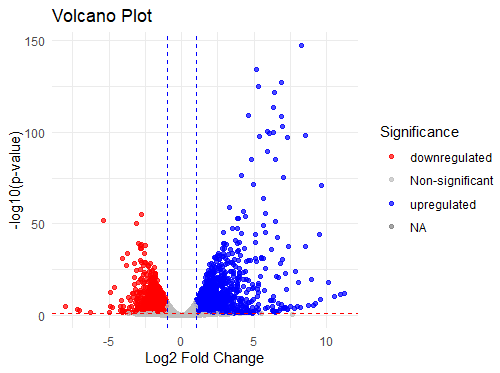 Volcano Plot
150
100
50
0
-log10(p-value)
-5
0
5
10
Log2 Fold Change
Significance
downregulated
Non-significant
upregulated
NA